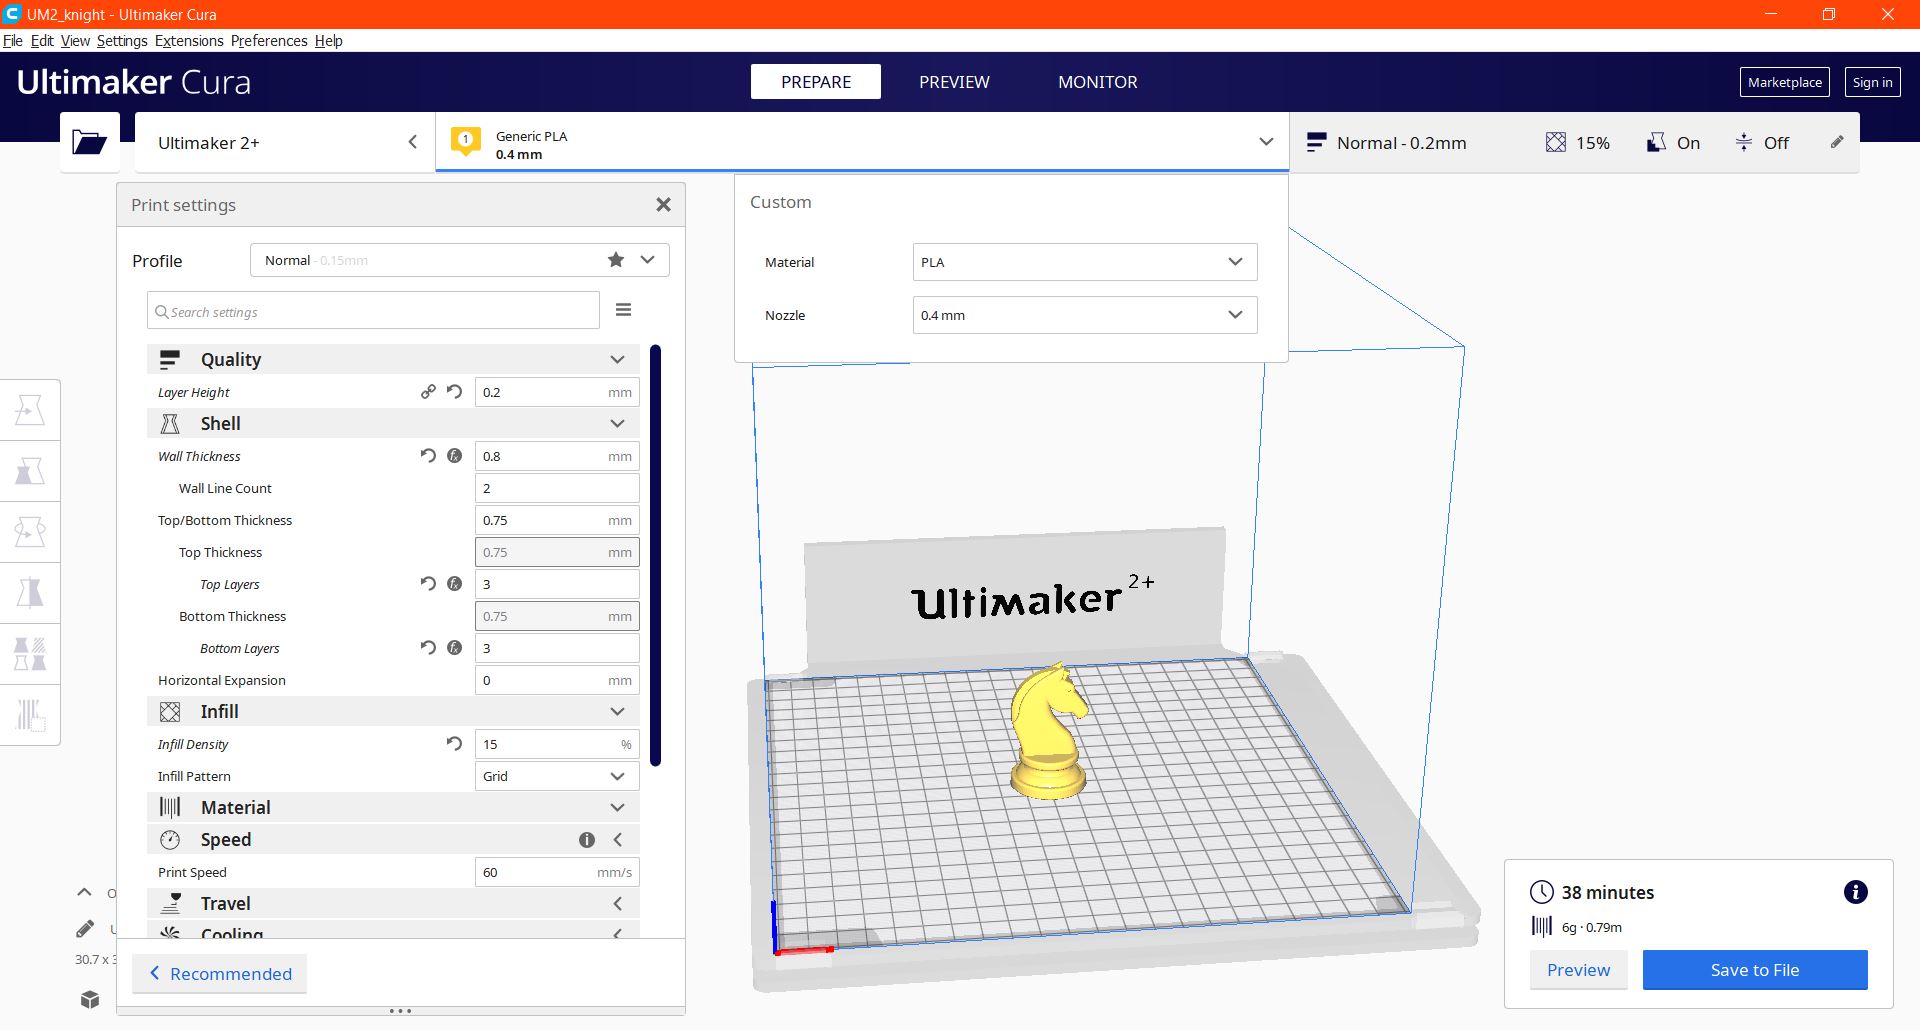 UM2_knight - Ultimaker Cura
File Edit View Settings Extensions Preferences Help
Ultimaker Cura
PREPARE PREVIEW MONITOR
Marketplace Sign in
Ultimaker 2+
1
Generic PLA
0.4 mm
Normal - 0.2mm 15% On Off
Print settings
Profile Normal - 0.15mm
Search settings
Quality
Layer Height 0.2 mm
Shell
Wall Thickness 0.8 mm
Wall Line Count 2
Top/Bottom Thickness 0.75 mm
Top Thickness 0.75 mm
Top Layers 3
Bottom Thickness 0.75 mm
Bottom Layers 3
Horizontal Expansion 0 mm
Infill
Infill Density 15 %
Infill Pattern Grid
Material
Speed
Print Speed 60 mm/s
Travel
Cooling
Recommended
30.7 x
Custom
Material PLA
Nozzle 0.4 mm
Ultimaker 2+
38 minutes
6g · 0.79m
Preview Save to File